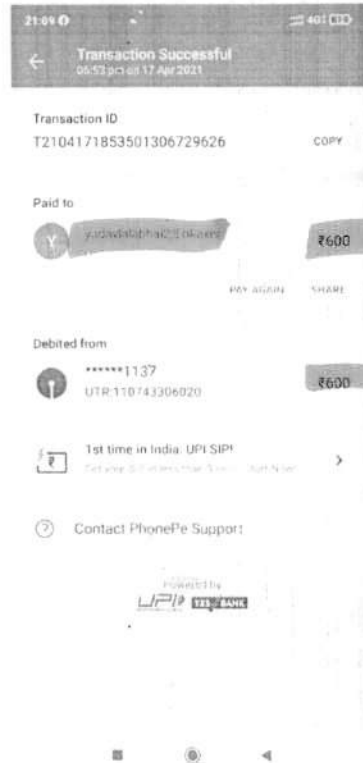 21:09
Transaction Successful
06:53 pm on 17 Apr 2021
Transaction ID
T2104171853501306729626 COPY
Paid to
Y ₹600
PAY AGAIN SHARE
Debited from
******1137 ₹600
UTR:110743306020
1st time in India: UPI SIP!
Contact PhonePe Support
Powered by
UPI YES BANK